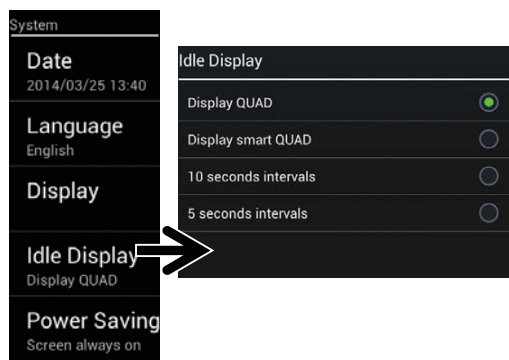 System
Date
2014/03/25 13:40
Language
English
Display
Idle Display
Display QUAD
Power Saving
Screen always on
Idle Display
Display QUAD
Display smart QUAD
10 seconds intervals
5 seconds intervals